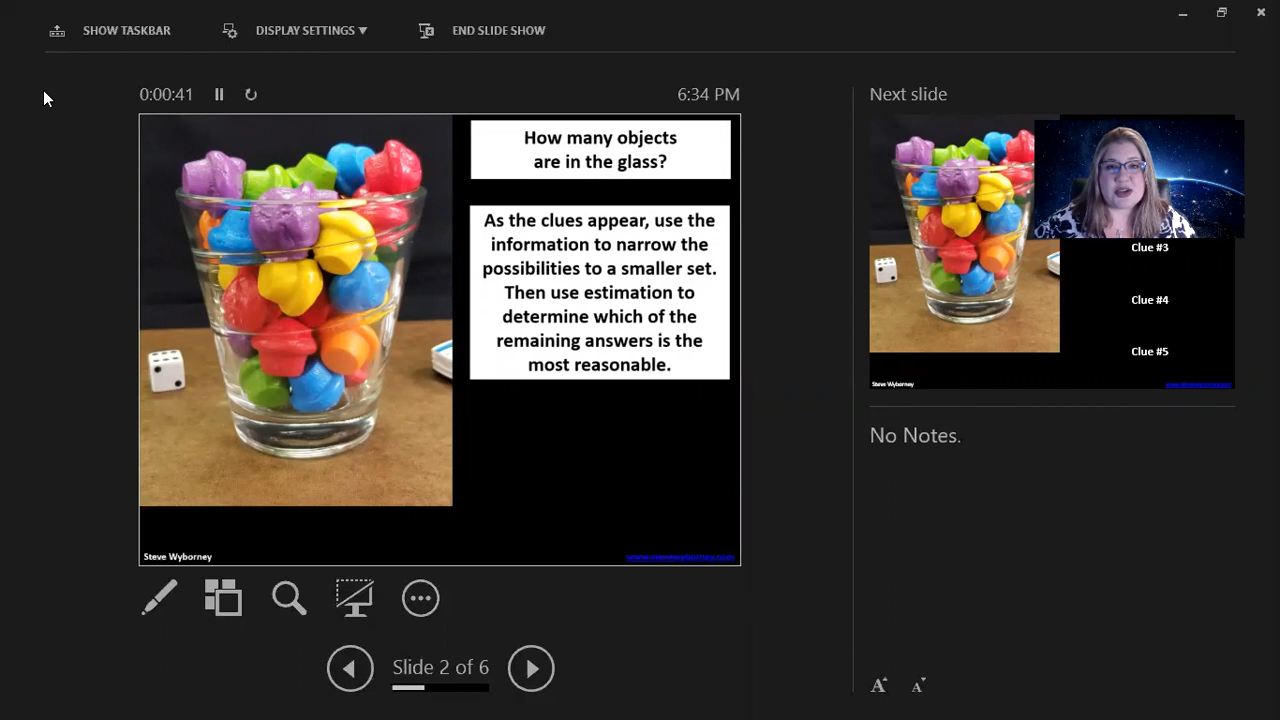 SHOW TASKBAR
DISPLAY SETTINGS ▼
END SLIDE SHOW
0:00:41
6:34 PM
Next slide
How many objects
are in the glass?
As the clues appear, use the
information to narrow the
possibilities to a smaller set.
Then use estimation to
determine which of the
remaining answers is the
most reasonable.
Steve Wyborney
www.stevewyborney.com
Clue #3
Clue #4
Clue #5
Steve Wyborney
No Notes.
Slide 2 of 6
A
A